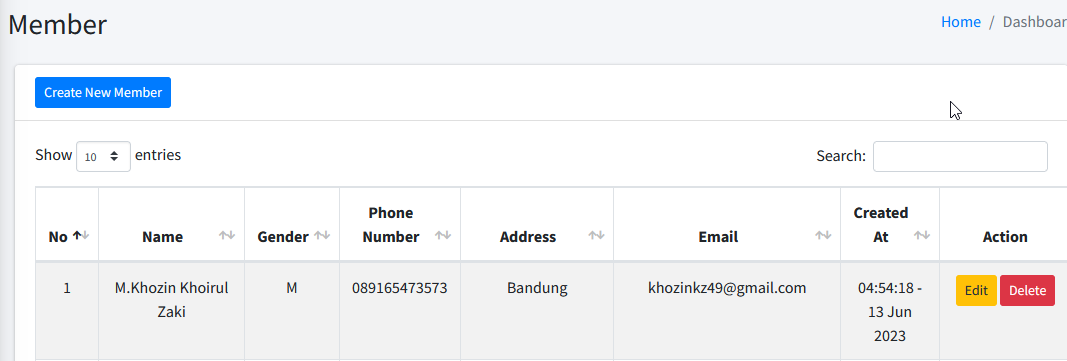 Member
Home / Dashboar
Create New Member
Show 10 entries
Search:
No
Name
Gender
Phone
Number
Address
Email
Created
At
Action
1
M.Khozin Khoirul
Zaki
M
089165473573
Bandung
khozinkz49@gmail.com
04:54:18 -
13 Jun
2023
Edit
Delete